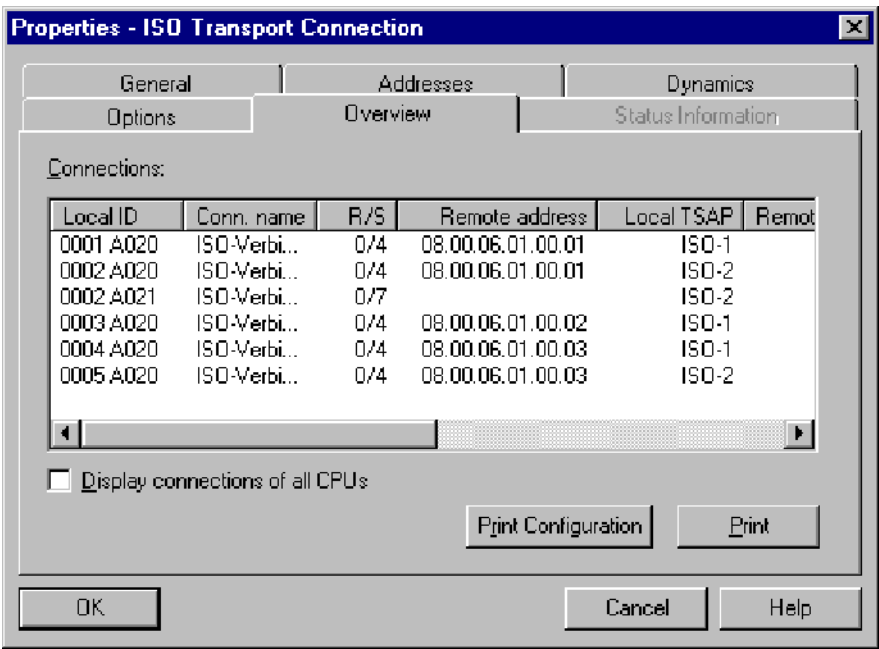 Properties - ISO Transport Connection
General Addresses Dynamics
Options Overview Status Information
Connections:
Local ID Conn. name R/S Remote address Local TSAP Remot
0001 A020 ISO-Verbi... 0/4 08.00.06.01.00.01 ISO-1
0002 A020 ISO-Verbi... 0/4 08.00.06.01.00.01 ISO-2
0002 A021 ISO-Verbi... 0/7 ISO-2
0003 A020 ISO-Verbi... 0/4 08.00.06.01.00.02 ISO-1
0004 A020 ISO-Verbi... 0/4 08.00.06.01.00.03 ISO-1
0005 A020 ISO-Verbi... 0/4 08.00.06.01.00.03 ISO-2
Display connections of all CPUs
Print Configuration Print
OK Cancel Help